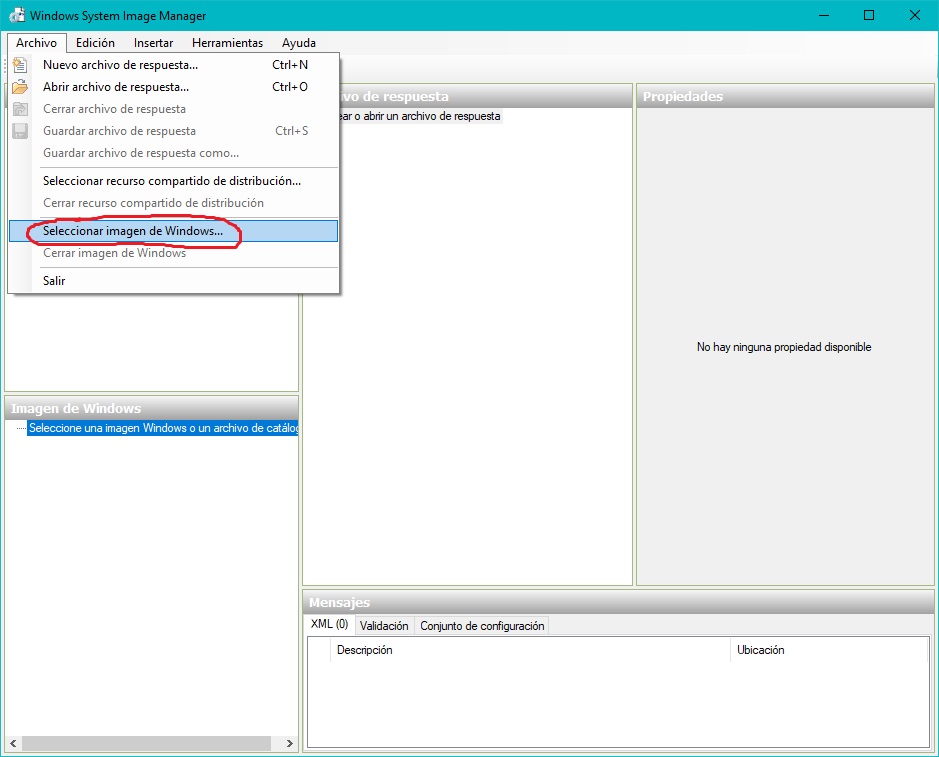 Windows System Image Manager
Archivo Edición Insertar Herramientas Ayuda
Nuevo archivo de respuesta... Ctrl+N
Abrir archivo de respuesta... Ctrl+O
Cerrar archivo de respuesta
Guardar archivo de respuesta Ctrl+S
Guardar archivo de respuesta como...
Seleccionar recurso compartido de distribución...
Cerrar recurso compartido de distribución
Seleccionar imagen de Windows...
Cerrar imagen de Windows
Salir
ivo de respuesta
ear o abrir un archivo de respuesta
Propiedades
No hay ninguna propiedad disponible
Imagen de Windows
Seleccione una imagen Windows o un archivo de catálog
Mensajes
XML (0) Validación Conjunto de configuración
Descripción Ubicación